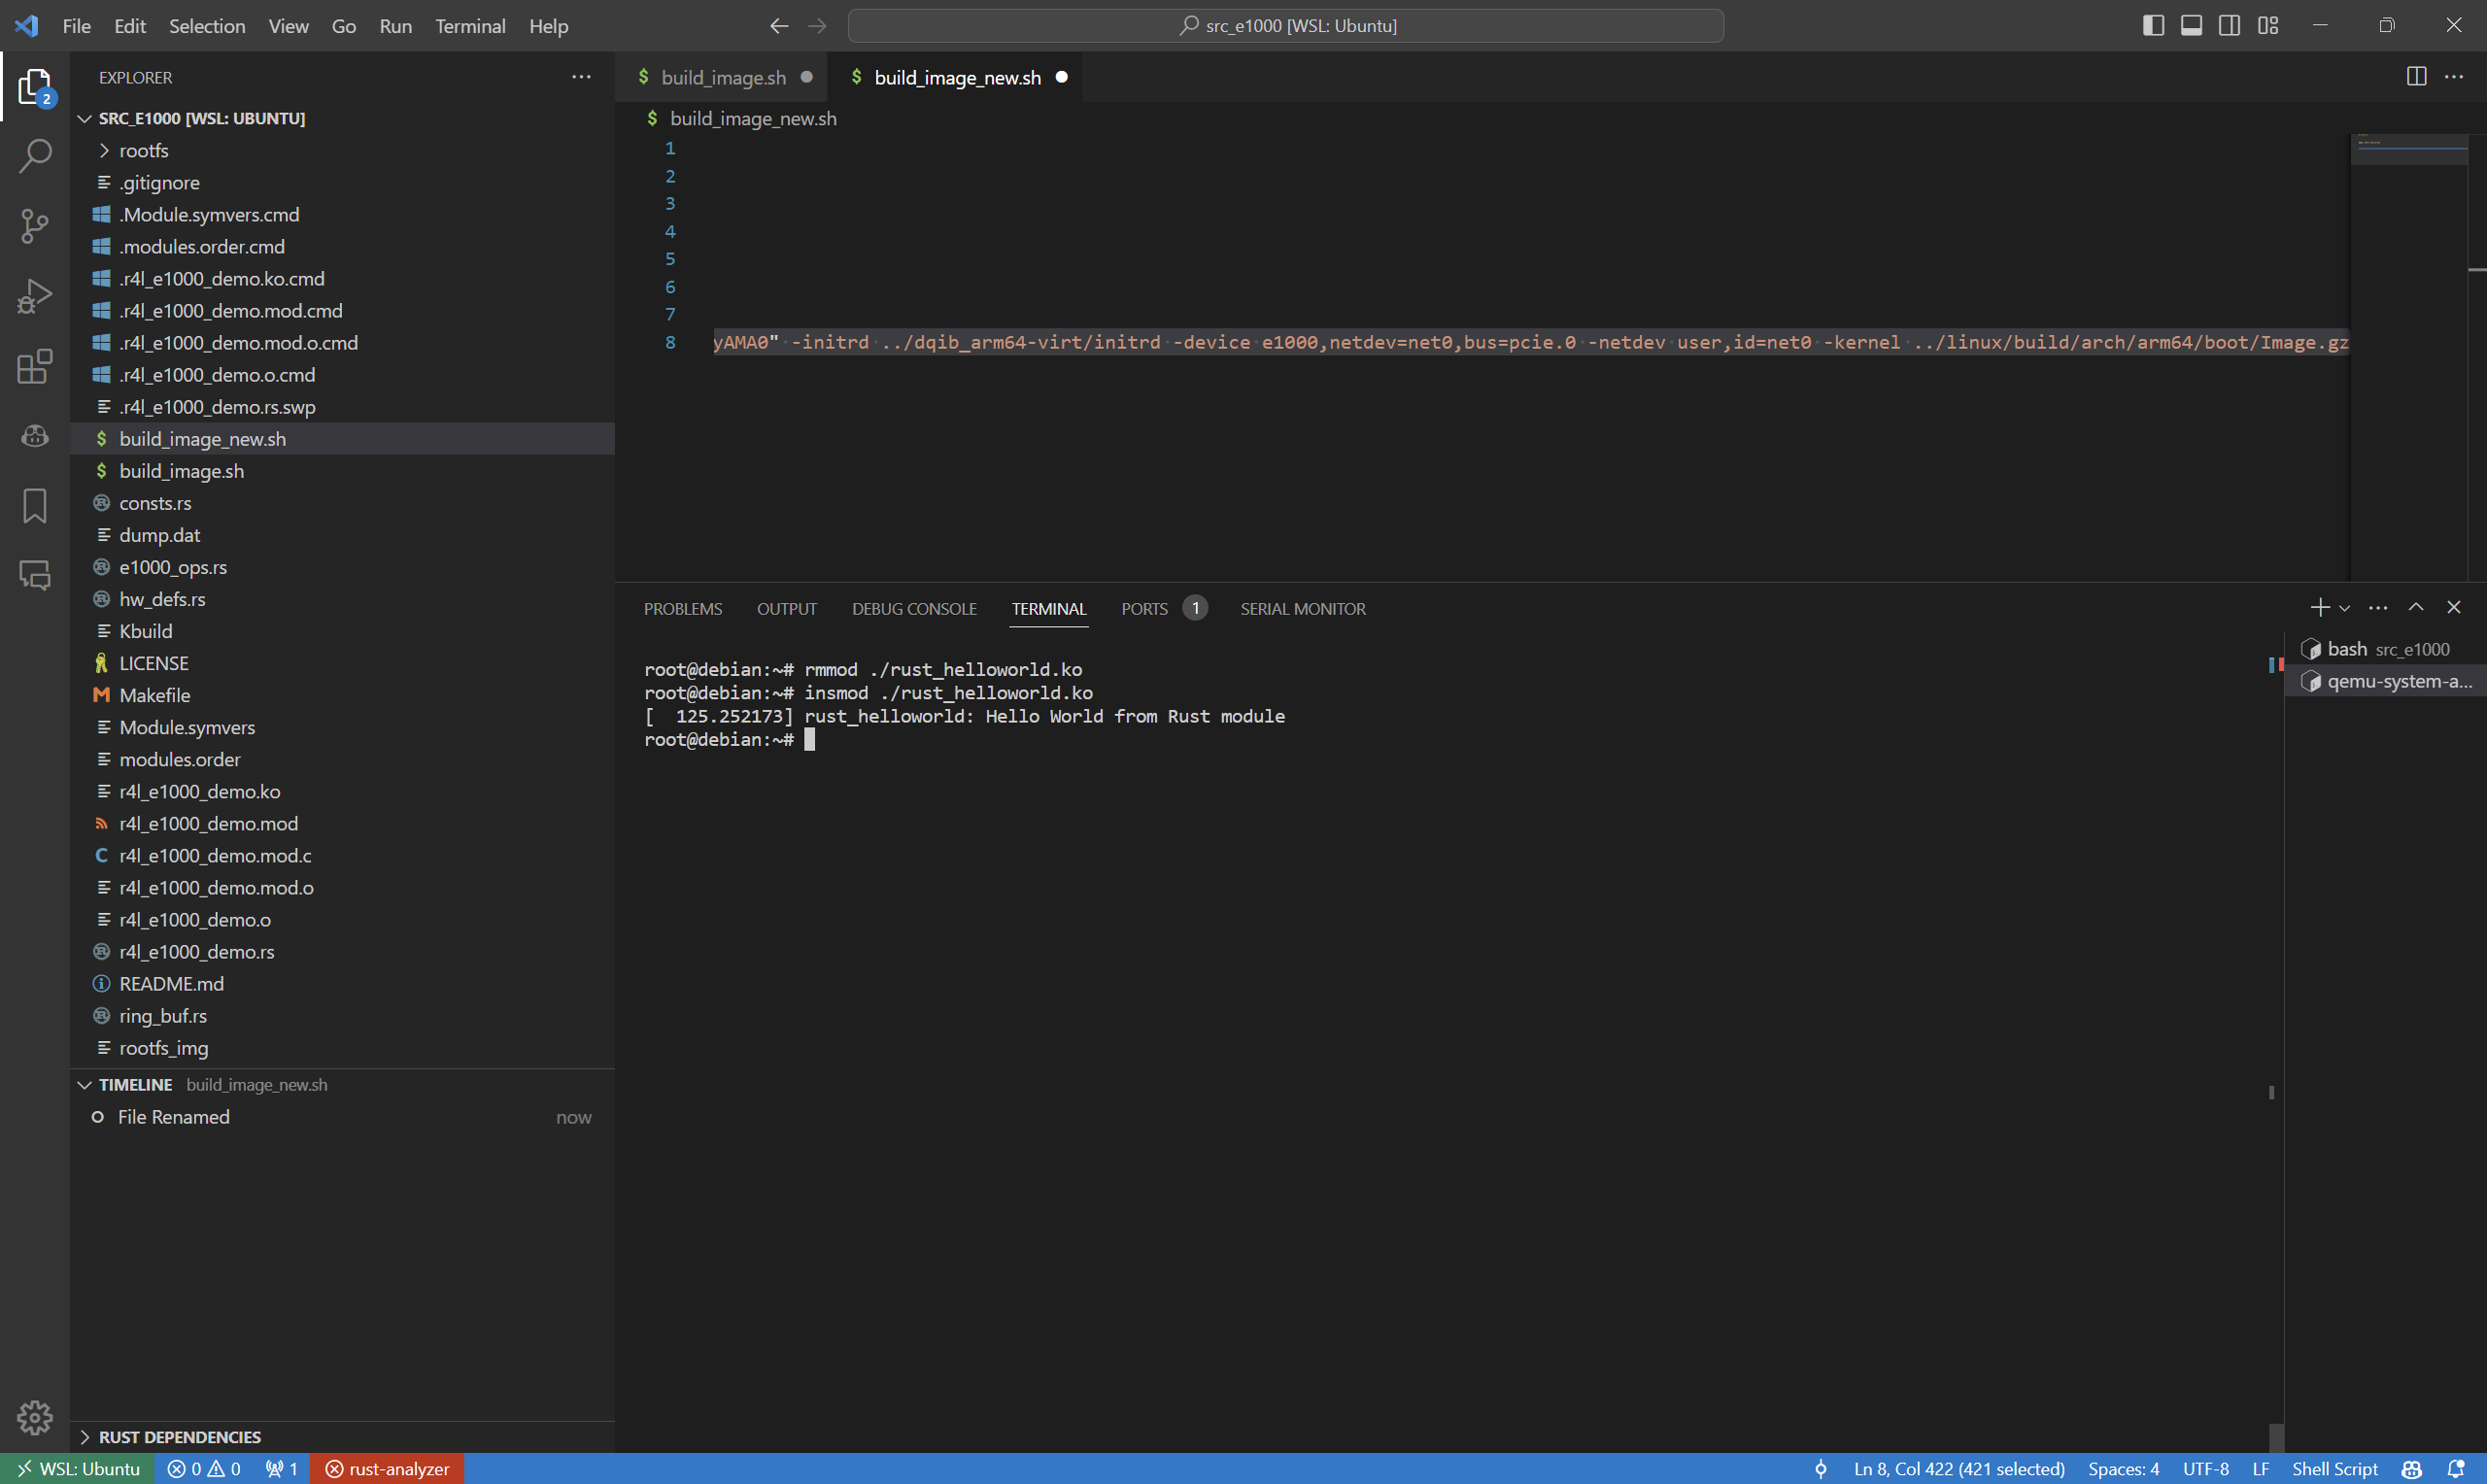 File Edit Selection View Go Run Terminal Help
src_e1000 [WSL: Ubuntu]
EXPLORER
2
SRC_E1000 [WSL: UBUNTU]
rootfs
.gitignore
.Module.symvers.cmd
.modules.order.cmd
.r4l_e1000_demo.ko.cmd
.r4l_e1000_demo.mod.cmd
.r4l_e1000_demo.mod.o.cmd
.r4l_e1000_demo.o.cmd
.r4l_e1000_demo.rs.swp
$ build_image_new.sh
$ build_image.sh
consts.rs
dump.dat
e1000_ops.rs
hw_defs.rs
Kbuild
LICENSE
M Makefile
Module.symvers
modules.order
r4l_e1000_demo.ko
r4l_e1000_demo.mod
C r4l_e1000_demo.mod.c
r4l_e1000_demo.mod.o
r4l_e1000_demo.o
r4l_e1000_demo.rs
README.md
ring_buf.rs
rootfs_img
TIMELINE build_image_new.sh
File Renamed now
RUST DEPENDENCIES
$ build_image.sh
$ build_image_new.sh
$ build_image_new.sh
1
2
3
4
5
6
7
8 yAMA0" -initrd ../dqib_arm64-virt/initrd -device e1000,netdev=net0,bus=pcie.0 -netdev user,id=net0 -kernel ../linux/build/arch/arm64/boot/Image.gz
PROBLEMS OUTPUT DEBUG CONSOLE TERMINAL PORTS 1 SERIAL MONITOR
root@debian:~# rmmod ./rust_helloworld.ko
root@debian:~# insmod ./rust_helloworld.ko
[  125.252173] rust_helloworld: Hello World from Rust module
root@debian:~#
bash src_e1000
qemu-system-a...
WSL: Ubuntu 0 0 1 rust-analyzer Ln 8, Col 422 (421 selected) Spaces: 4 UTF-8 LF Shell Script